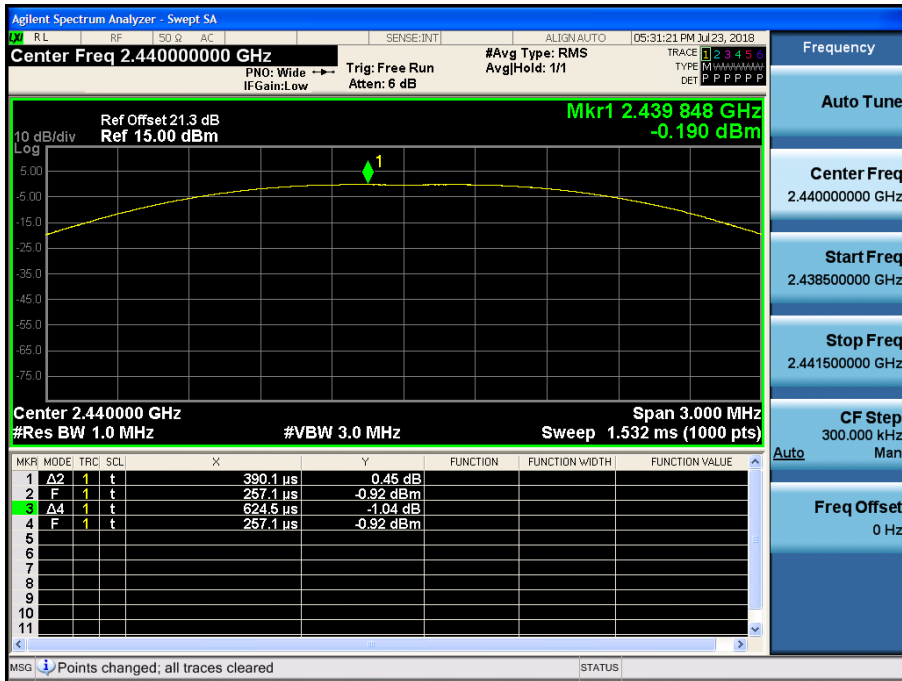 Agilent Spectrum Analyzer - Swept SA
LXI RL RF 50 Ω AC SENSE:INT ALIGN AUTO 05:31:21 PM Jul 23, 2018
Center Freq 2.440000000 GHz #Avg Type: RMS TRACE 1 2 3 4 5 6
PNO: Wide Trig: Free Run Avg|Hold: 1/1 TYPE M WWWWW
IFGain:Low Atten: 6 dB DET P P P P P P
Mkr1 2.439 848 GHz
-0.190 dBm
Ref Offset 21.3 dB
10 dB/div Ref 15.00 dBm
Log
1
5.00
-5.00
-15.0
-25.0
-35.0
-45.0
-55.0
-65.0
-75.0
Center 2.440000 GHz Span 3.000 MHz
#Res BW 1.0 MHz #VBW 3.0 MHz Sweep 1.532 ms (1000 pts)
MKR MODE TRC SCL X Y FUNCTION FUNCTION WIDTH FUNCTION VALUE
1 Δ2 1 t 390.1 µs 0.45 dB
2 F 1 t 257.1 µs -0.92 dBm
3 Δ4 1 t 624.5 µs -1.04 dB
4 F 1 t 257.1 µs -0.92 dBm
5
6
7
8
9
10
11
MSG Points changed; all traces cleared STATUS
Frequency
Auto Tune
Center Freq
2.440000000 GHz
Start Freq
2.438500000 GHz
Stop Freq
2.441500000 GHz
CF Step
300.000 kHz
Auto Man
Freq Offset
0 Hz